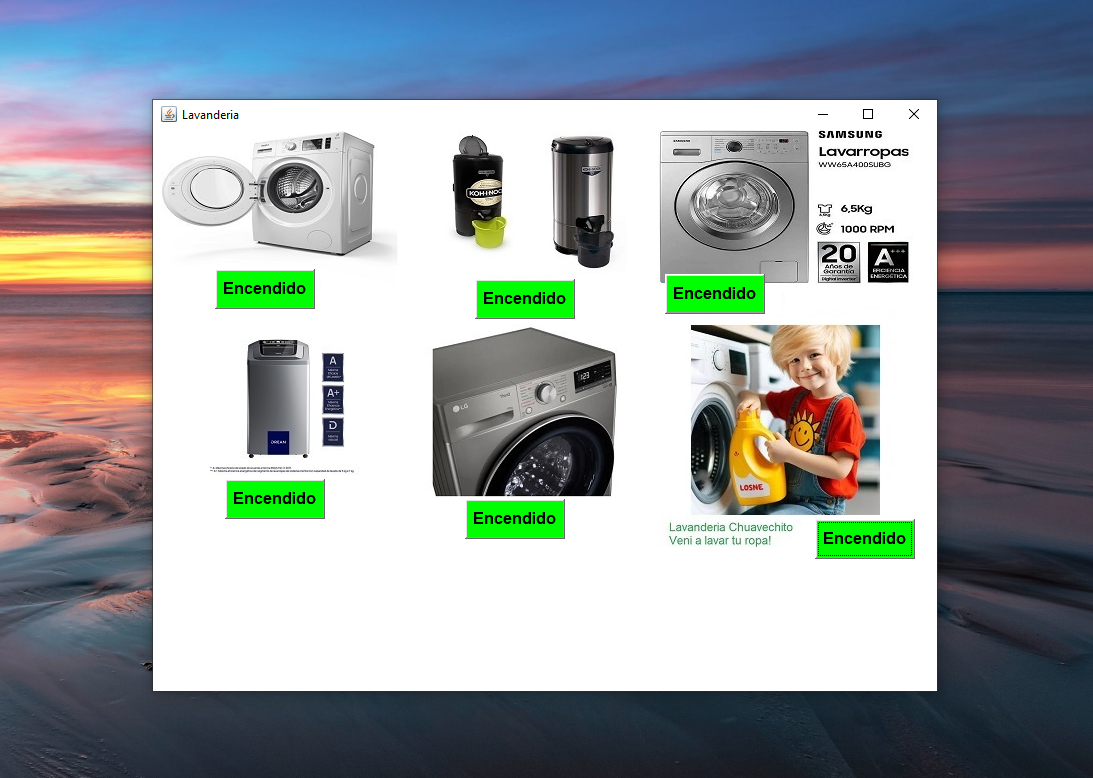 Lavanderia
SAMSUNG
Lavarropas
WW65A400SUBG
6,5Kg
1000 RPM
20
Años de
Garantía
Digital Inverter
A+++
EFICIENCIA
ENERGÉTICA
SAMSUNG
KOH-I-NOOR
Encendido
Encendido
Encendido
A
A+
D
DREAN
LG
LOSNE
Encendido
Encendido
Lavanderia Chuavechito
Veni a lavar tu ropa!
Encendido